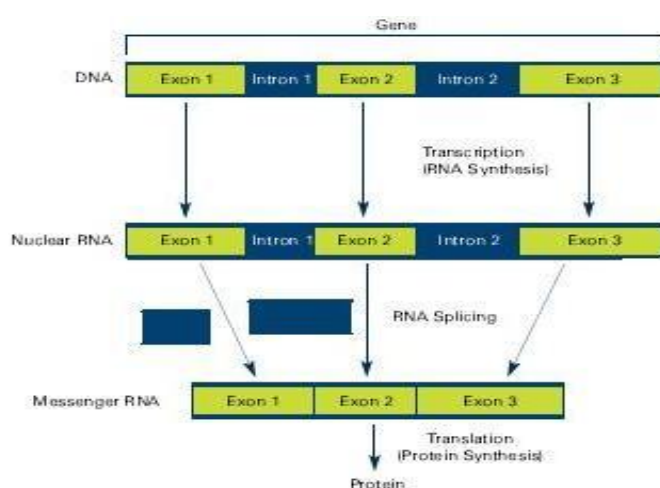 Gene
DNA Exon 1 Intron 1 Exon 2 Intron 2 Exon 3
Transcription
(RNA Synthesis)
Nuclear RNA Exon 1 Intron 1 Exon 2 Intron 2 Exon 3
RNA Splicing
Messenger RNA Exon 1 Exon 2 Exon 3
Translation
(Protein Synthesis)
Protein